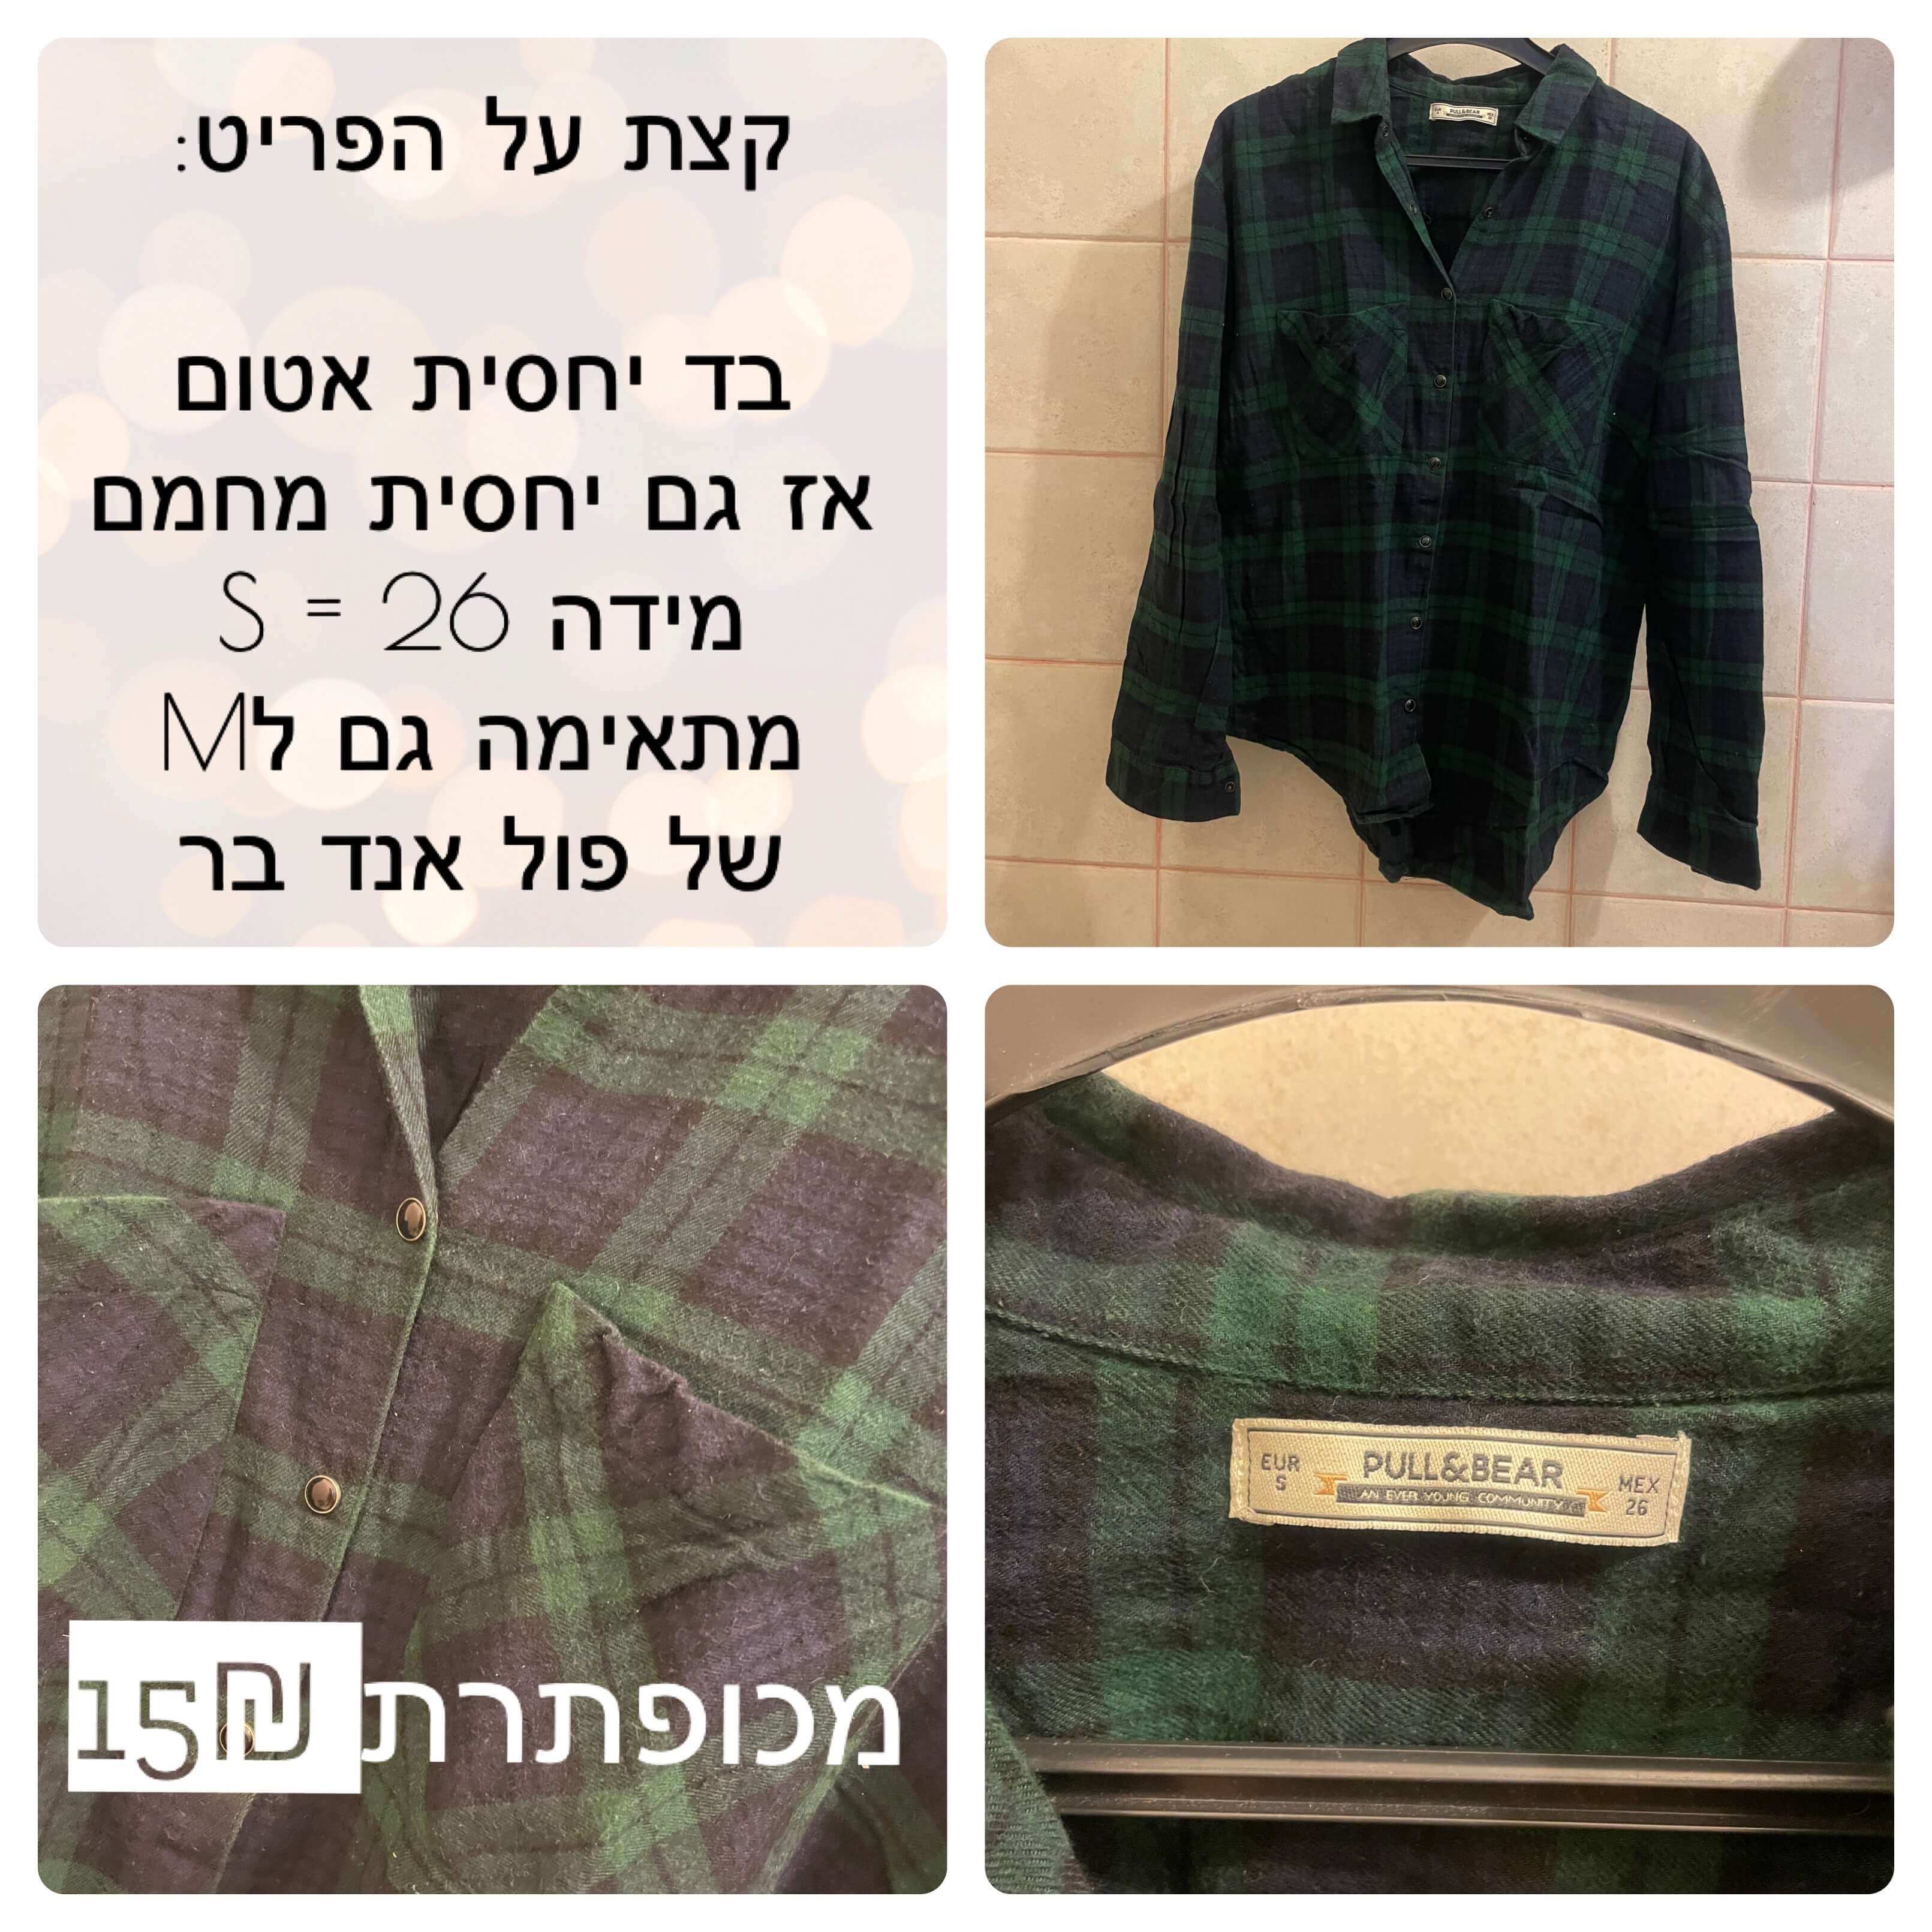 קצת על הפריט:
בד יחסית אטום
אז גם יחסית מחמם
מידה 26 = S
מתאימה גם לM
של פול אנד בר
PULL&BEAR
מכופתרת ₪15
EUR
S
PULL&BEAR
AN EVER YOUNG COMMUNITY
MEX
26